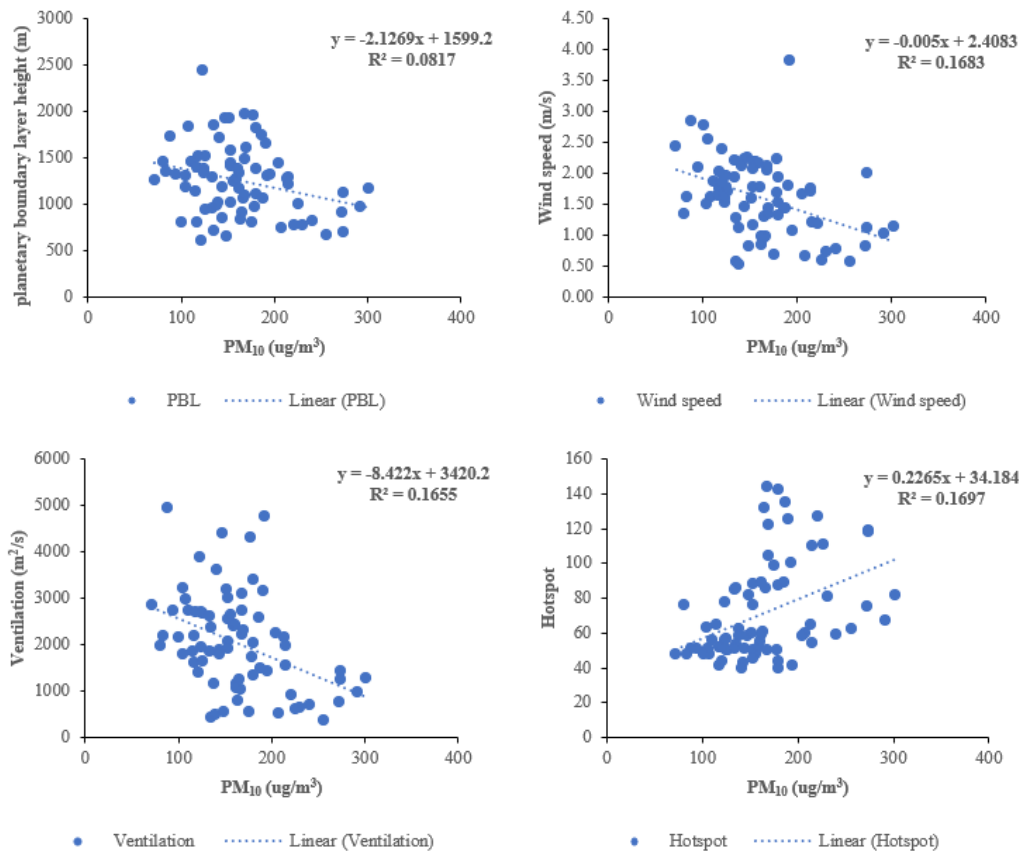 y = -2.1269x + 1599.2
R² = 0.0817
planetary boundary layer height (m)
3000
2500
2000
1500
1000
500
0
0 100 200 300 400
PM₁₀ (ug/m³)
PBL Linear (PBL)
y = -0.005x + 2.4083
R² = 0.1683
Wind speed (m/s)
4.50
4.00
3.50
3.00
2.50
2.00
1.50
1.00
0.50
0.00
0 100 200 300 400
PM₁₀ (ug/m³)
Wind speed Linear (Wind speed)
y = -8.422x + 3420.2
R² = 0.1655
Ventilation (m²/s)
6000
5000
4000
3000
2000
1000
0
0 100 200 300 400
PM₁₀ (ug/m³)
Ventilation Linear (Ventilation)
y = 0.2265x + 34.184
R² = 0.1697
Hotspot
160
140
120
100
80
60
40
20
0
0 100 200 300 400
PM₁₀ (ug/m³)
Hotspot Linear (Hotspot)